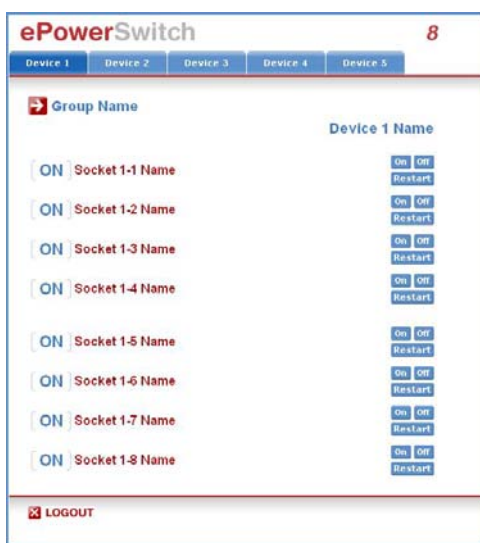 ePowerSwitch 8
Device 1 Device 2 Device 3 Device 4 Device 5
Group Name
Device 1 Name
ON Socket 1-1 Name On Off
Restart
ON Socket 1-2 Name On Off
Restart
ON Socket 1-3 Name On Off
Restart
ON Socket 1-4 Name On Off
Restart
ON Socket 1-5 Name On Off
Restart
ON Socket 1-6 Name On Off
Restart
ON Socket 1-7 Name On Off
Restart
ON Socket 1-8 Name On Off
Restart
LOGOUT